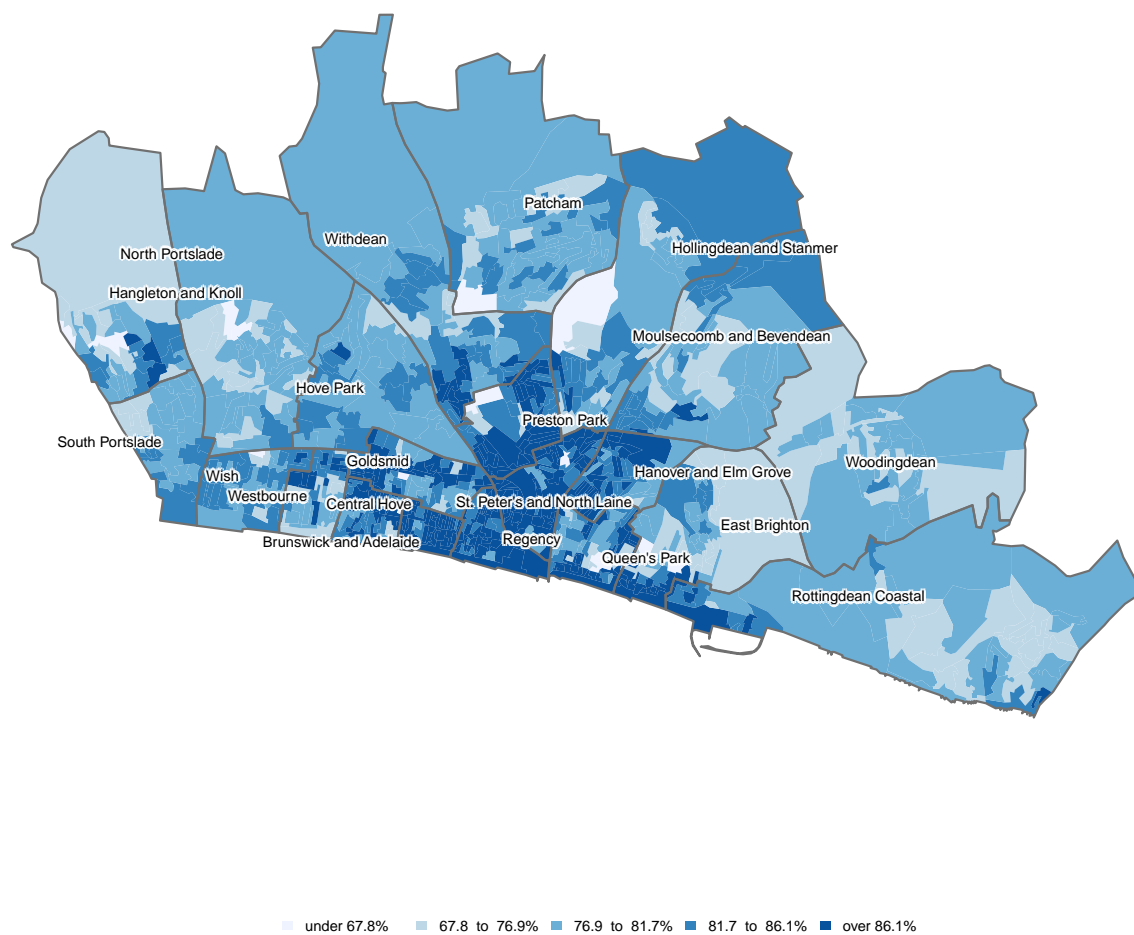 Patcham
Withdean
Hollingdean and Stanmer
North Portslade
Hangleton and Knoll
Moulsecoomb and Bevendean
Hove Park
Preston Park
South Portslade
Goldsmid
Woodingdean
Hanover and Elm Grove
Wish
Westbourne
Central Hove
St. Peter's and North Laine
East Brighton
Regency
Brunswick and Adelaide
Queen's Park
Rottingdean Coastal
under 67.8% 67.8 to 76.9% 76.9 to 81.7% 81.7 to 86.1% over 86.1%